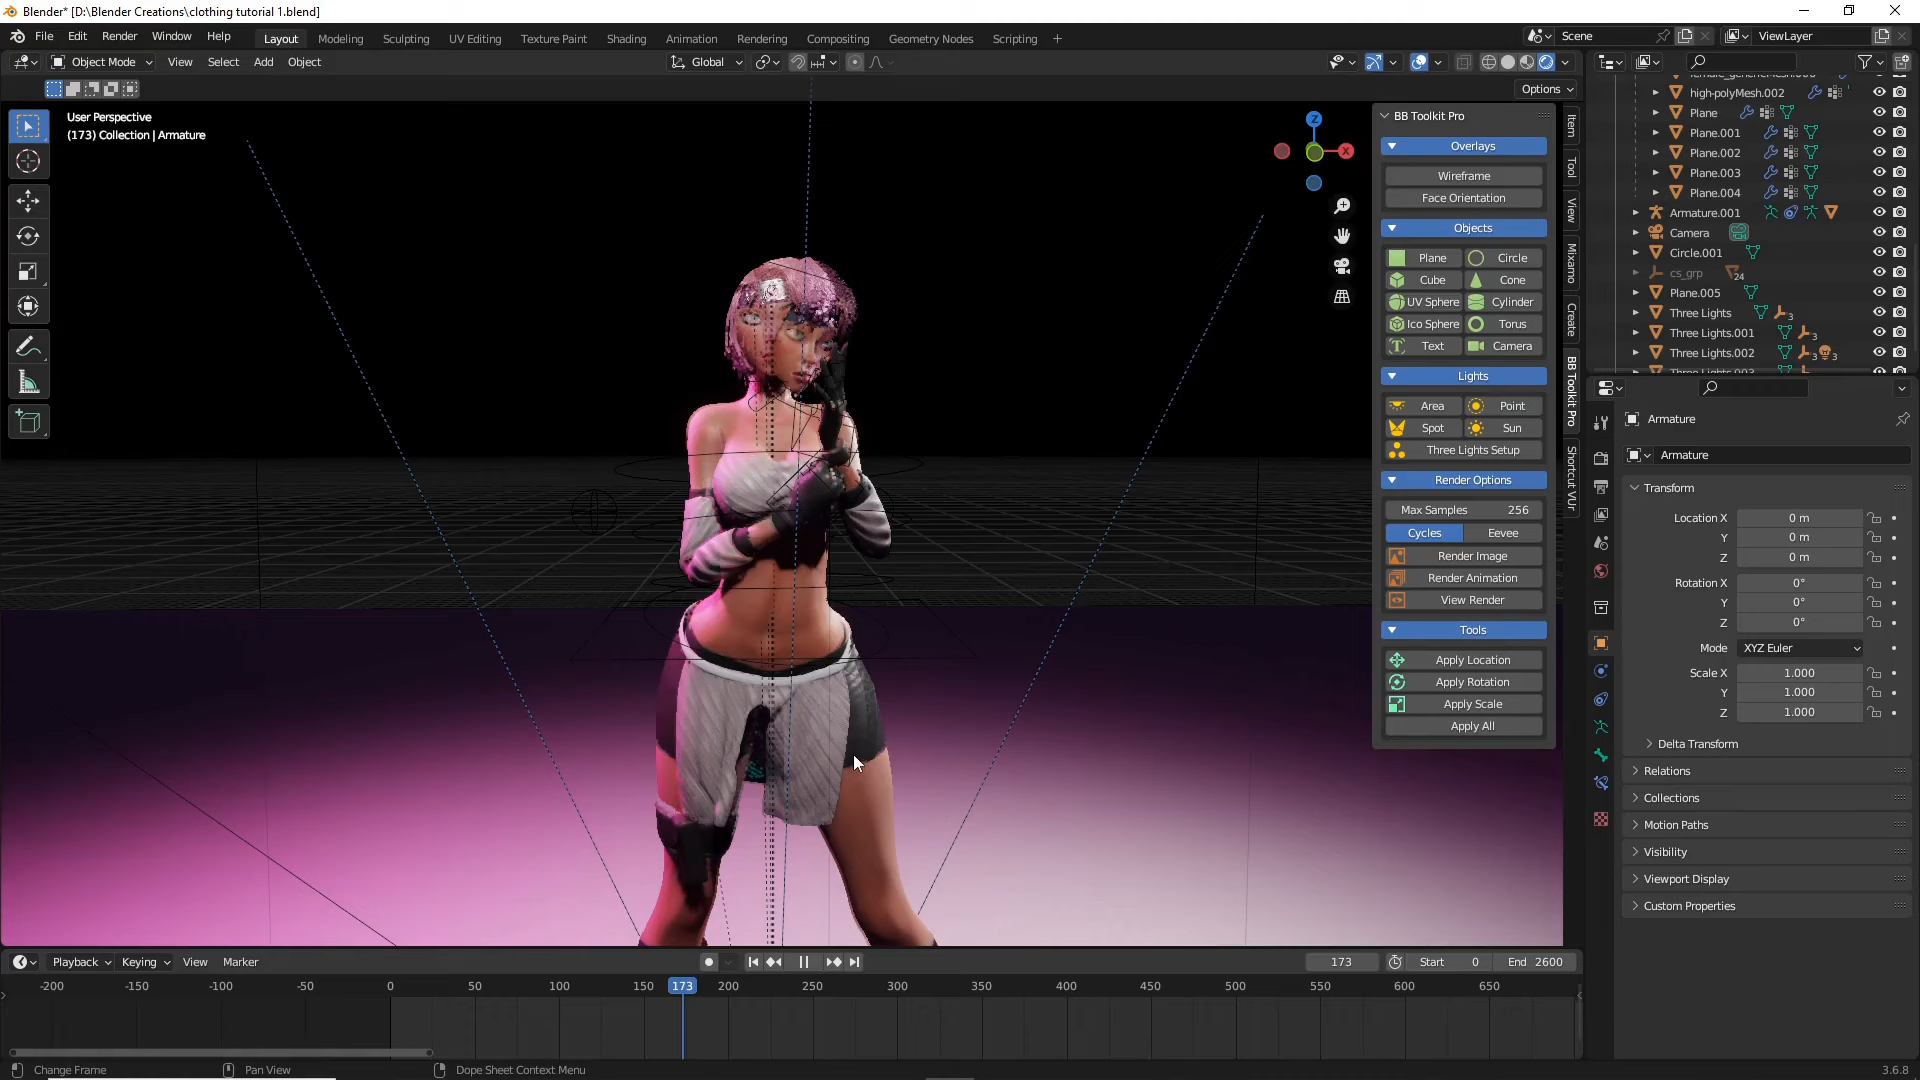 Blender* [D:\Blender Creations\clothing tutorial 1.blend]
File Edit Render Window Help Layout Modeling Sculpting UV Editing Texture Paint Shading Animation Rendering Compositing Geometry Nodes Scripting + Scene ViewLayer
Object Mode View Select Add Object Global
Options
User Perspective
(173) Collection | Armature
Z
X
BB Toolkit Pro
Overlays
Wireframe
Face Orientation
Objects
Plane Circle
Cube Cone
UV Sphere Cylinder
Ico Sphere Torus
Text Camera
Lights
Area Point
Spot Sun
Three Lights Setup
Render Options
Max Samples 256
Cycles Eevee
Render Image
Render Animation
View Render
Tools
Apply Location
Apply Rotation
Apply Scale
Apply All
Item
Tool
View
Mixamo
Create
BB Toolkit Pro
Shortcut VUr
high-polyMesh.002
Plane
Plane.001
Plane.002
Plane.003
Plane.004
Armature.001
Camera
Circle.001
cs_grp 24
Plane.005
Three Lights 3
Three Lights.001 3
Three Lights.002 3 3
Armature
Armature
Transform
Location X 0 m
Y 0 m
Z 0 m
Rotation X 0°
Y 0°
Z 0°
Mode XYZ Euler
Scale X 1.000
Y 1.000
Z 1.000
Delta Transform
Relations
Collections
Motion Paths
Visibility
Viewport Display
Custom Properties
Playback Keying View Marker 173 Start 0 End 2600
-200 -150 -100 -50 0 50 100 150 173 200 250 300 350 400 450 500 550 600 650
Change Frame Pan View Dope Sheet Context Menu 3.6.8